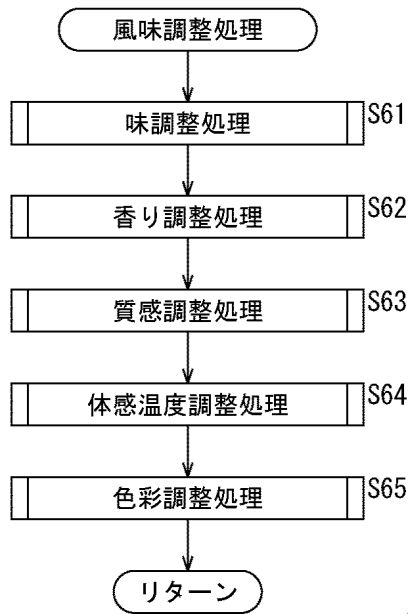 風味調整処理
味調整処理 S61
香り調整処理 S62
質感調整処理 S63
体感温度調整処理 S64
色彩調整処理 S65
リターン